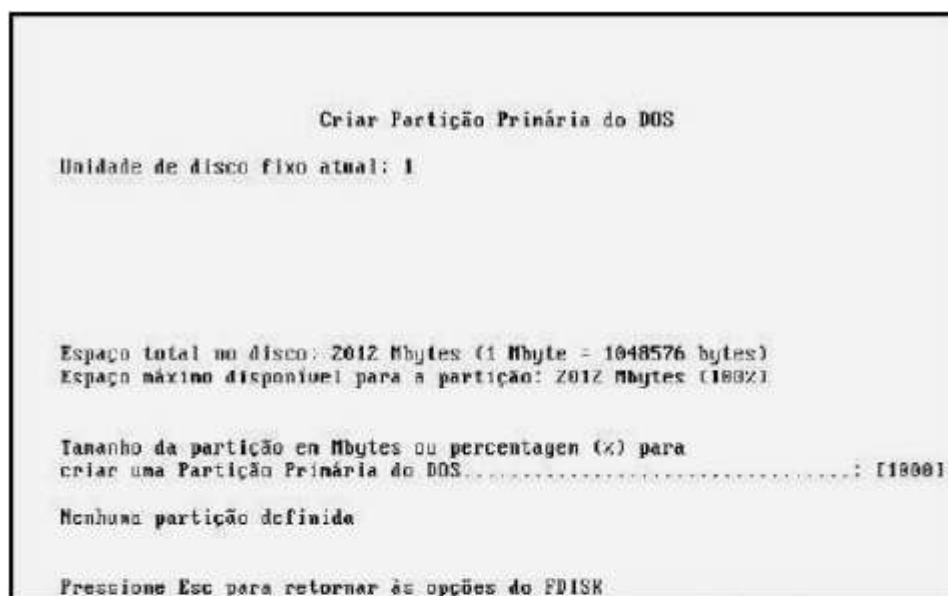 Criar Partição Primária do DOS
Unidade de disco fixo atual: 1
Espaço total no disco: 2012 Mbytes (1 Mbyte = 1048576 bytes)
Espaço máximo disponível para a partição: 2012 Mbytes (100%)
Tamanho da partição em Mbytes ou percentagem (%) para
criar uma Partição Primária do DOS................................: [1000]
Nenhuma partição definida
Pressione Esc para retornar às opções do FDISK